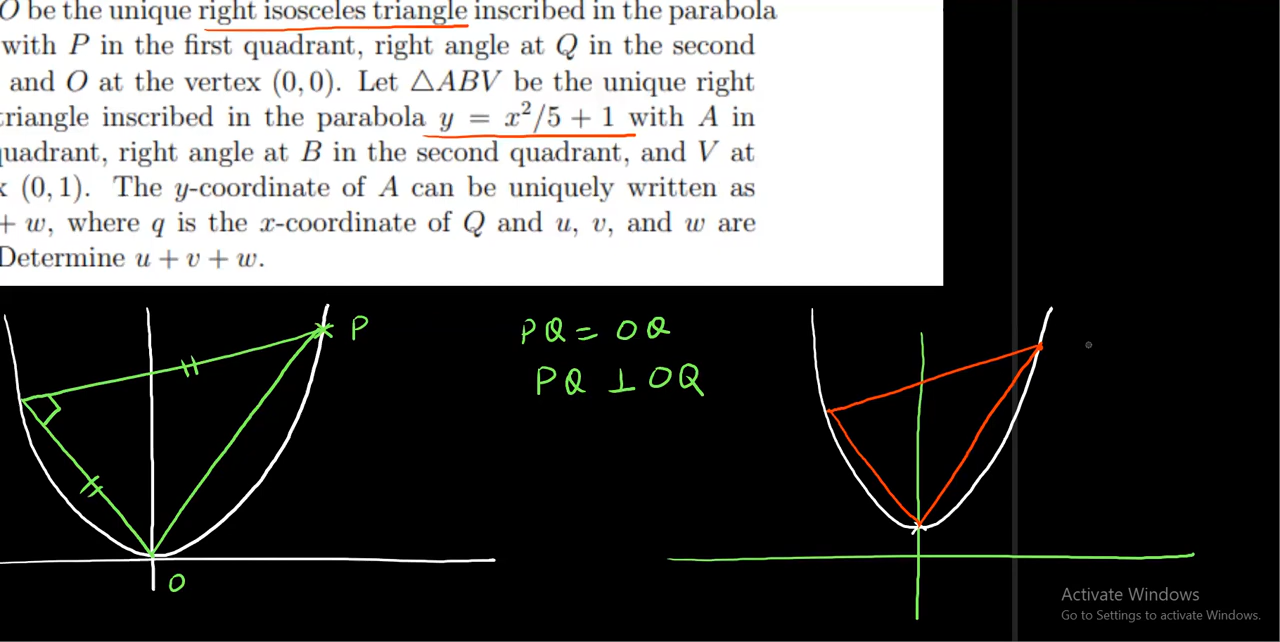 O be the unique right isosceles triangle inscribed in the parabola
with P in the first quadrant, right angle at Q in the second
and O at the vertex (0, 0). Let △ABV be the unique right
triangle inscribed in the parabola y = x²/5 + 1 with A in
quadrant, right angle at B in the second quadrant, and V at
x (0, 1). The y-coordinate of A can be uniquely written as
+ w, where q is the x-coordinate of Q and u, v, and w are
Determine u + v + w.
P
PQ = OQ
PQ ⊥ OQ
O
Activate Windows
Go to Settings to activate Windows.